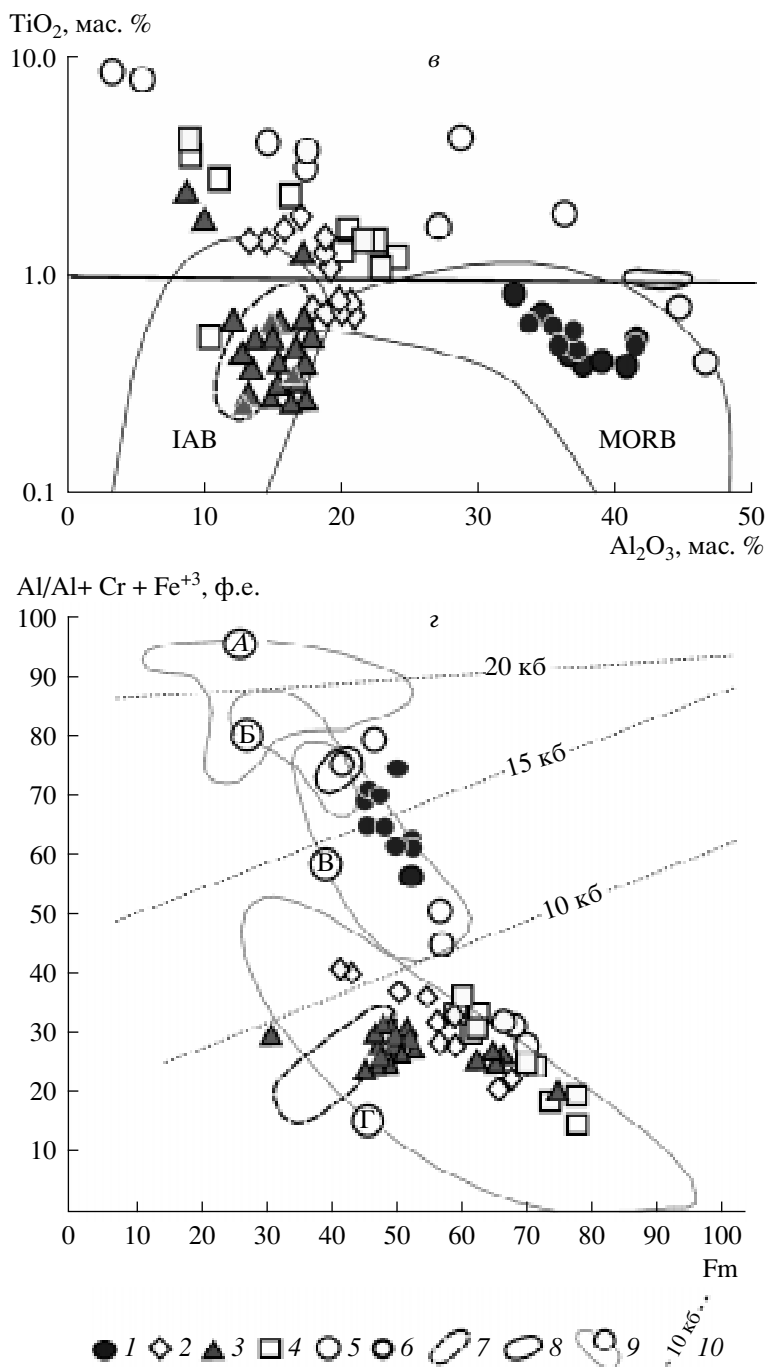 TiO2, мас. %
в
10.0
1.0
IAB
MORB
0.1
0 10 20 30 40 50
Al2O3, мас. %
Al/Al+ Cr + Fe+3, ф.е.
г
100
А
20 кб
90
80
Б
15 кб
70
60
В
10 кб
50
40
30
20
Г
10
0 10 20 30 40 50 60 70 80 90 100
Fm
1 2 3 4 5 6 7 8 9 10 кб.. 10